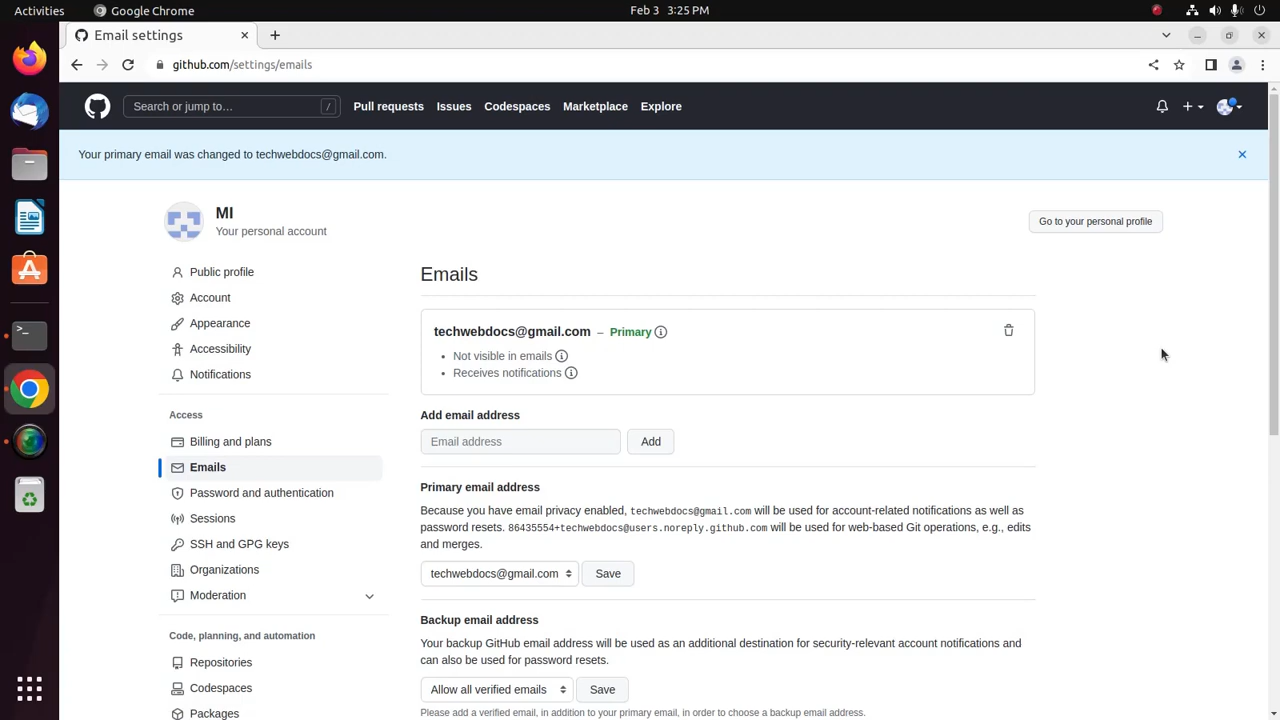 Activities Google Chrome Feb 3 3:25 PM
Email settings
github.com/settings/emails
Search or jump to… / Pull requests Issues Codespaces Marketplace Explore
Your primary email was changed to techwebdocs@gmail.com.
MI
Your personal account
Go to your personal profile
Public profile
Account
Appearance
Accessibility
Notifications
Access
Billing and plans
Emails
Password and authentication
Sessions
SSH and GPG keys
Organizations
Moderation
Code, planning, and automation
Repositories
Codespaces
Packages
Emails
techwebdocs@gmail.com – Primary
• Not visible in emails
• Receives notifications
Add email address
Email address Add
Primary email address
Because you have email privacy enabled, techwebdocs@gmail.com will be used for account-related notifications as well as
password resets. 86435554+techwebdocs@users.noreply.github.com will be used for web-based Git operations, e.g., edits
and merges.
techwebdocs@gmail.com Save
Backup email address
Your backup GitHub email address will be used as an additional destination for security-relevant account notifications and
can also be used for password resets.
Allow all verified emails Save
Please add a verified email, in addition to your primary email, in order to choose a backup email address.